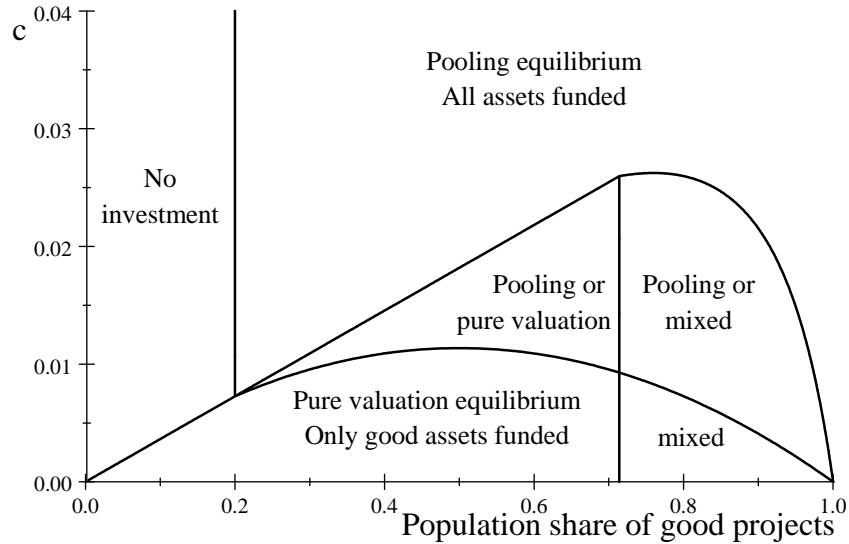 c
0.04
0.03
0.02
0.01
0.00
Pooling equilibrium
All assets funded
No
investment
Pooling or
pure valuation
Pooling or
mixed
Pure valuation equilibrium
Only good assets funded
mixed
0.0
0.2
0.4
0.6
0.8
1.0
Population share of good projects